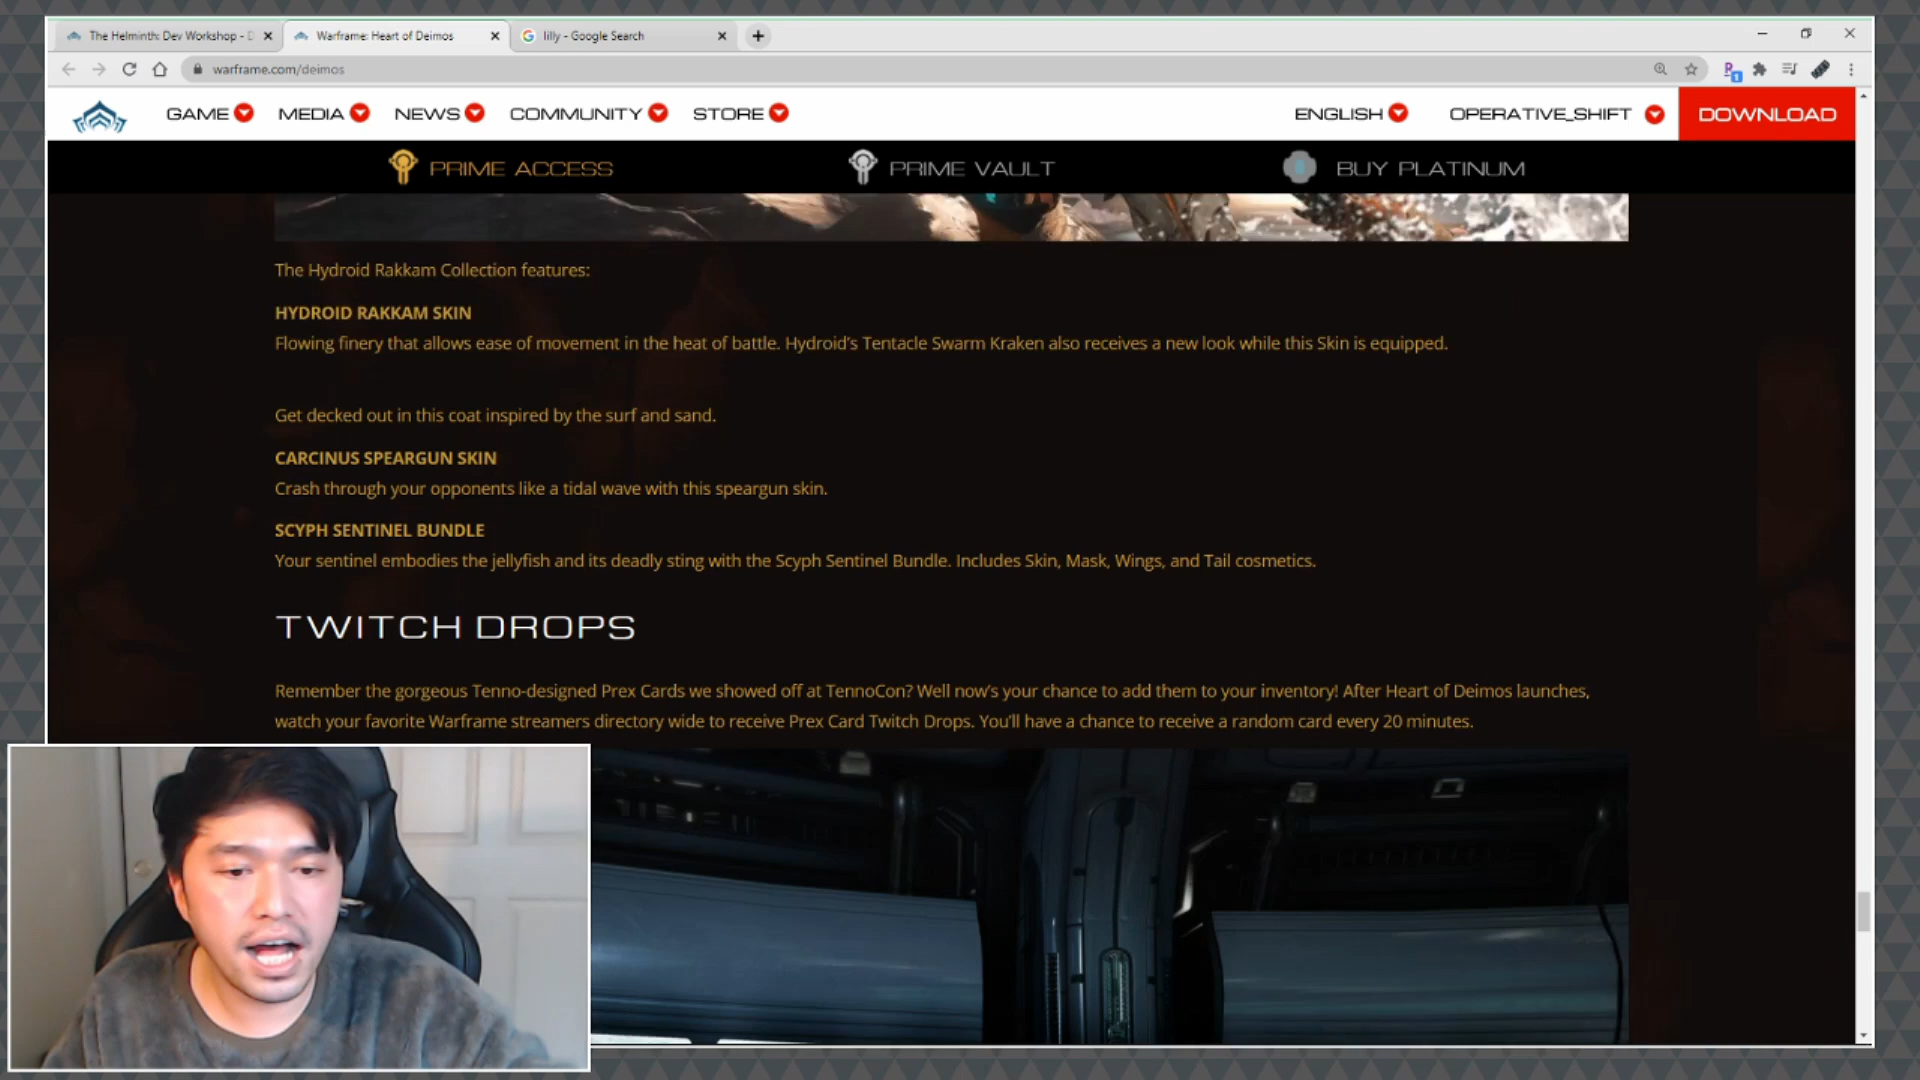 The Helminth: Dev Workshop - D
Warframe: Heart of Deimos
lilly - Google Search
warframe.com/deimos
GAME
MEDIA
NEWS
COMMUNITY
STORE
ENGLISH
OPERATIVE_SHIFT
DOWNLOAD
PRIME ACCESS
PRIME VAULT
BUY PLATINUM
The Hydroid Rakkam Collection features:
HYDROID RAKKAM SKIN
Flowing finery that allows ease of movement in the heat of battle. Hydroid's Tentacle Swarm Kraken also receives a new look while this Skin is equipped.
Get decked out in this coat inspired by the surf and sand.
CARCINUS SPEARGUN SKIN
Crash through your opponents like a tidal wave with this speargun skin.
SCYPH SENTINEL BUNDLE
Your sentinel embodies the jellyfish and its deadly sting with the Scyph Sentinel Bundle. Includes Skin, Mask, Wings, and Tail cosmetics.
TWITCH DROPS
Remember the gorgeous Tenno-designed Prex Cards we showed off at TennoCon? Well now's your chance to add them to your inventory! After Heart of Deimos launches,
watch your favorite Warframe streamers directory wide to receive Prex Card Twitch Drops. You'll have a chance to receive a random card every 20 minutes.